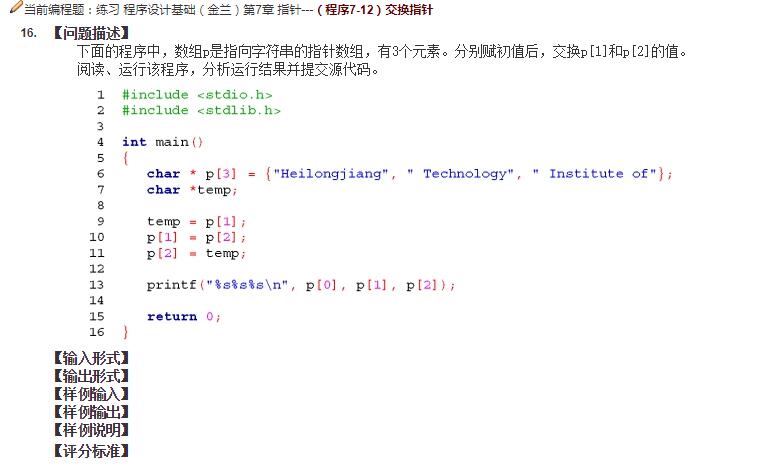 当前编程题：练习 程序设计基础（金兰）第7章 指针---（程序7-12）交换指针
16. 【问题描述】
下面的程序中，数组p是指向字符串的指针数组，有3个元素。分别赋初值后，交换p[1]和p[2]的值。
阅读、运行该程序，分析运行结果并提交源代码。
1 #include <stdio.h>
2 #include <stdlib.h>
3
4 int main()
5 {
6 char * p[3] = {"Heilongjiang", " Technology", " Institute of"};
7 char *temp;
8
9 temp = p[1];
10 p[1] = p[2];
11 p[2] = temp;
12
13 printf("%s%s%s\n", p[0], p[1], p[2]);
14
15 return 0;
16 }
【输入形式】
【输出形式】
【样例输入】
【样例输出】
【样例说明】
【评分标准】